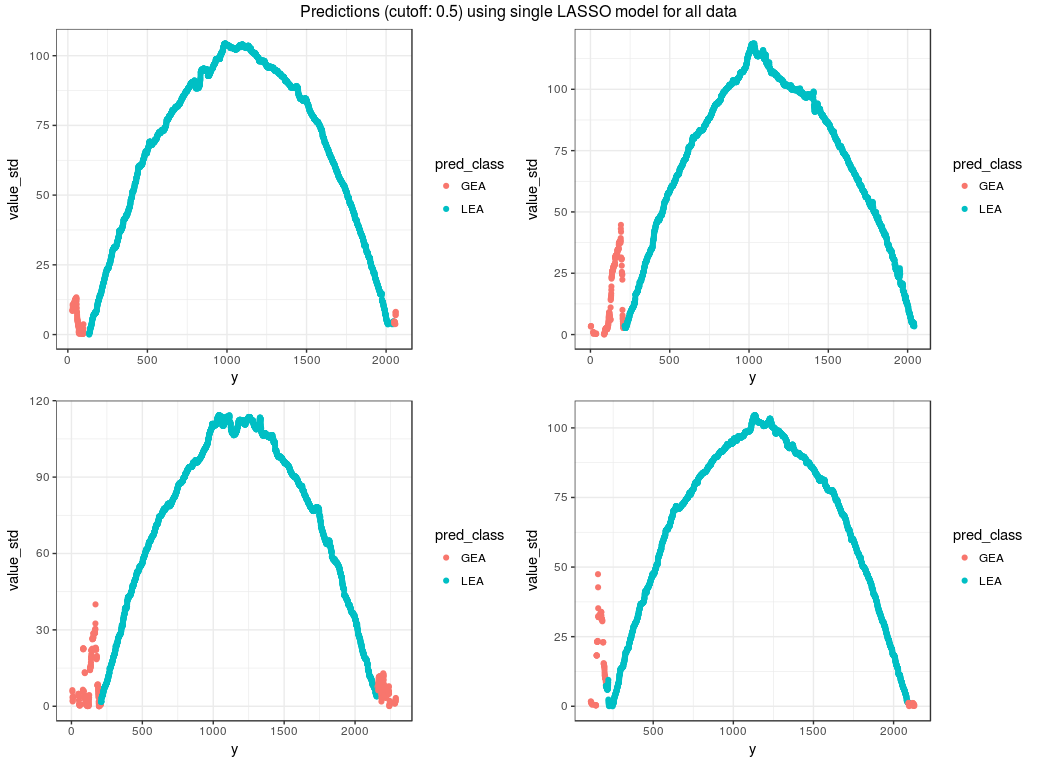 Predictions (cutoff: 0.5) using single LASSO model for all data
value_std
100
75
50
25
0
0 500 1000 1500 2000
y
pred_class
GEA
LEA
value_std
100
75
50
25
0
0 500 1000 1500 2000
y
pred_class
GEA
LEA
value_std
120
90
60
30
0
0 500 1000 1500 2000
y
pred_class
GEA
LEA
value_std
100
75
50
25
0
500 1000 1500 2000
y
pred_class
GEA
LEA